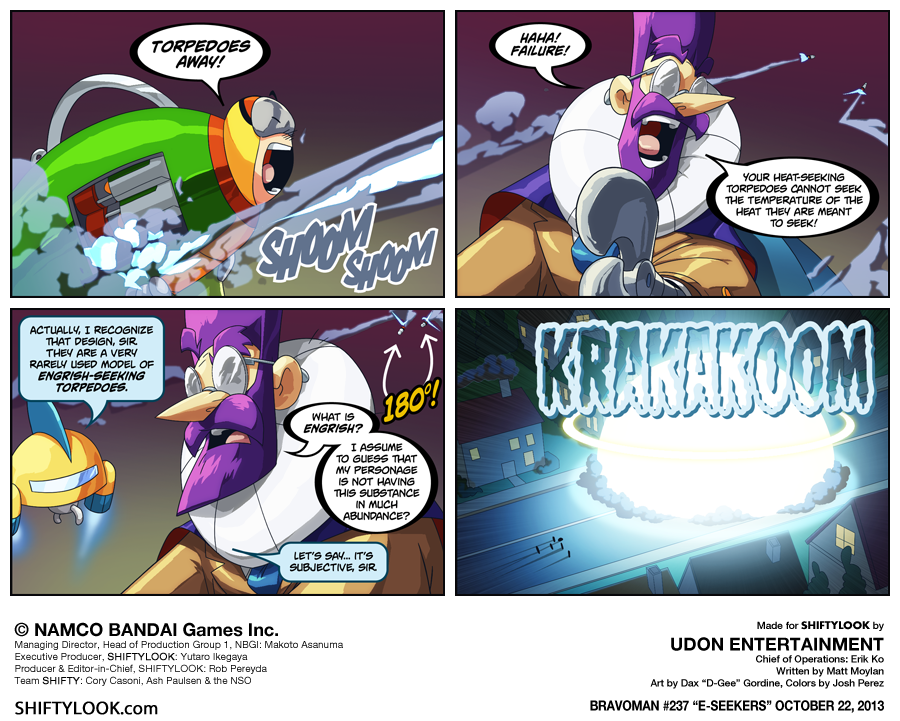 TORPEDOES
AWAY!
SHOOM
SHOOM
HAHA!
FAILURE!
YOUR HEAT-SEEKING
TORPEDOES CANNOT SEEK
THE TEMPERATURE OF THE
HEAT THEY ARE MEANT
TO SEEK!
ACTUALLY, I RECOGNIZE
THAT DESIGN, SIR.
THEY ARE A VERY
RARELY USED MODEL OF
ENGRISH-SEEKING
TORPEDOES.
180º!
WHAT IS
ENGRISH?
I ASSUME
TO GUESS THAT
MY PERSONAGE
IS NOT HAVING
THIS SUBSTANCE
IN MUCH
ABUNDANCE?
LET'S SAY... IT'S
SUBJECTIVE, SIR.
KRAKAKOOM
© NAMCO BANDAI Games Inc.
Managing Director, Head of Production Group 1, NBGI: Makoto Asanuma
Executive Producer, SHIFTYLOOK: Yutaro Ikegaya
Producer & Editor-in-Chief, SHIFTYLOOK: Rob Pereyda
Team SHIFTY: Cory Casoni, Ash Paulsen & the NSO
SHIFTYLOOK.com
Made for SHIFTYLOOK by
UDON ENTERTAINMENT
Chief of Operations: Erik Ko
Written by Matt Moylan
Art by Dax “D-Gee” Gordine, Colors by Josh Perez
BRAVOMAN #237 “E-SEEKERS” OCTOBER 22, 2013